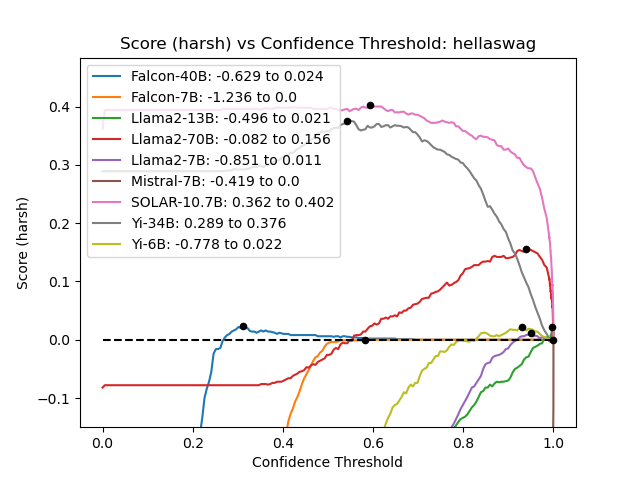 Score (harsh) vs Confidence Threshold: hellaswag
Falcon-40B: -0.629 to 0.024
Falcon-7B: -1.236 to 0.0
Llama2-13B: -0.496 to 0.021
Llama2-70B: -0.082 to 0.156
Llama2-7B: -0.851 to 0.011
Mistral-7B: -0.419 to 0.0
SOLAR-10.7B: 0.362 to 0.402
Yi-34B: 0.289 to 0.376
Yi-6B: -0.778 to 0.022
Score (harsh)
0.4
0.3
0.2
0.1
0.0
−0.1
0.0 0.2 0.4 0.6 0.8 1.0
Confidence Threshold